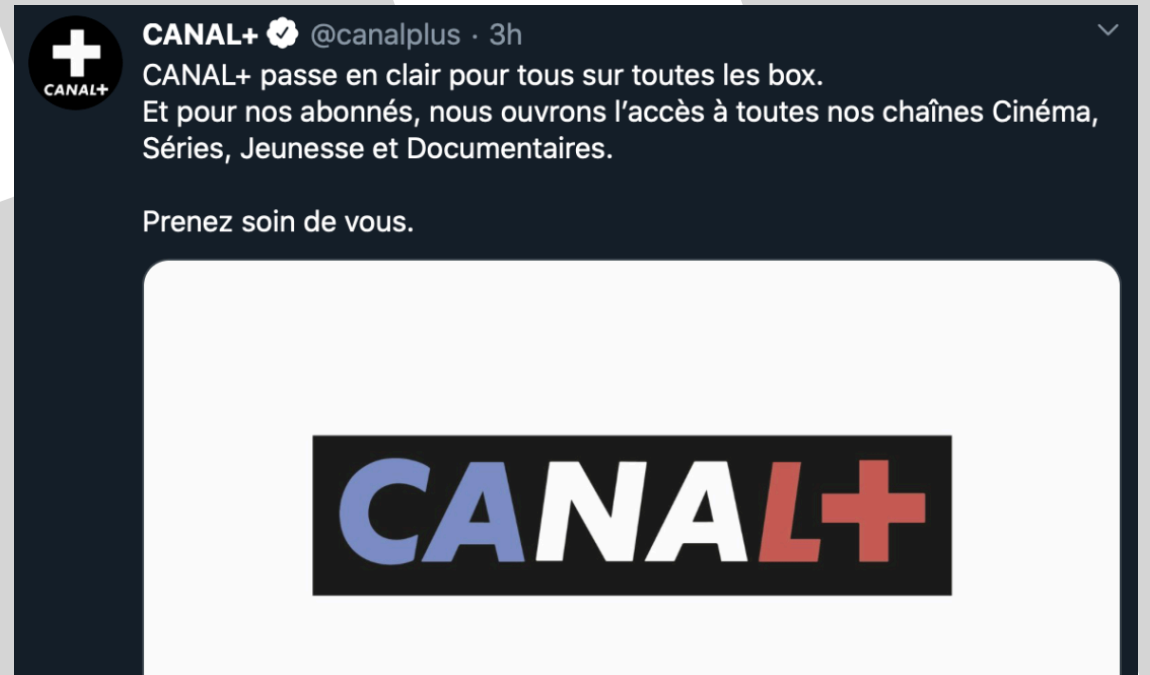 CANAL+ @canalplus · 3h
CANAL+
CANAL+ passe en clair pour tous sur toutes les box.
Et pour nos abonnés, nous ouvrons l’accès à toutes nos chaînes Cinéma,
Séries, Jeunesse et Documentaires.
Prenez soin de vous.
CANAL+